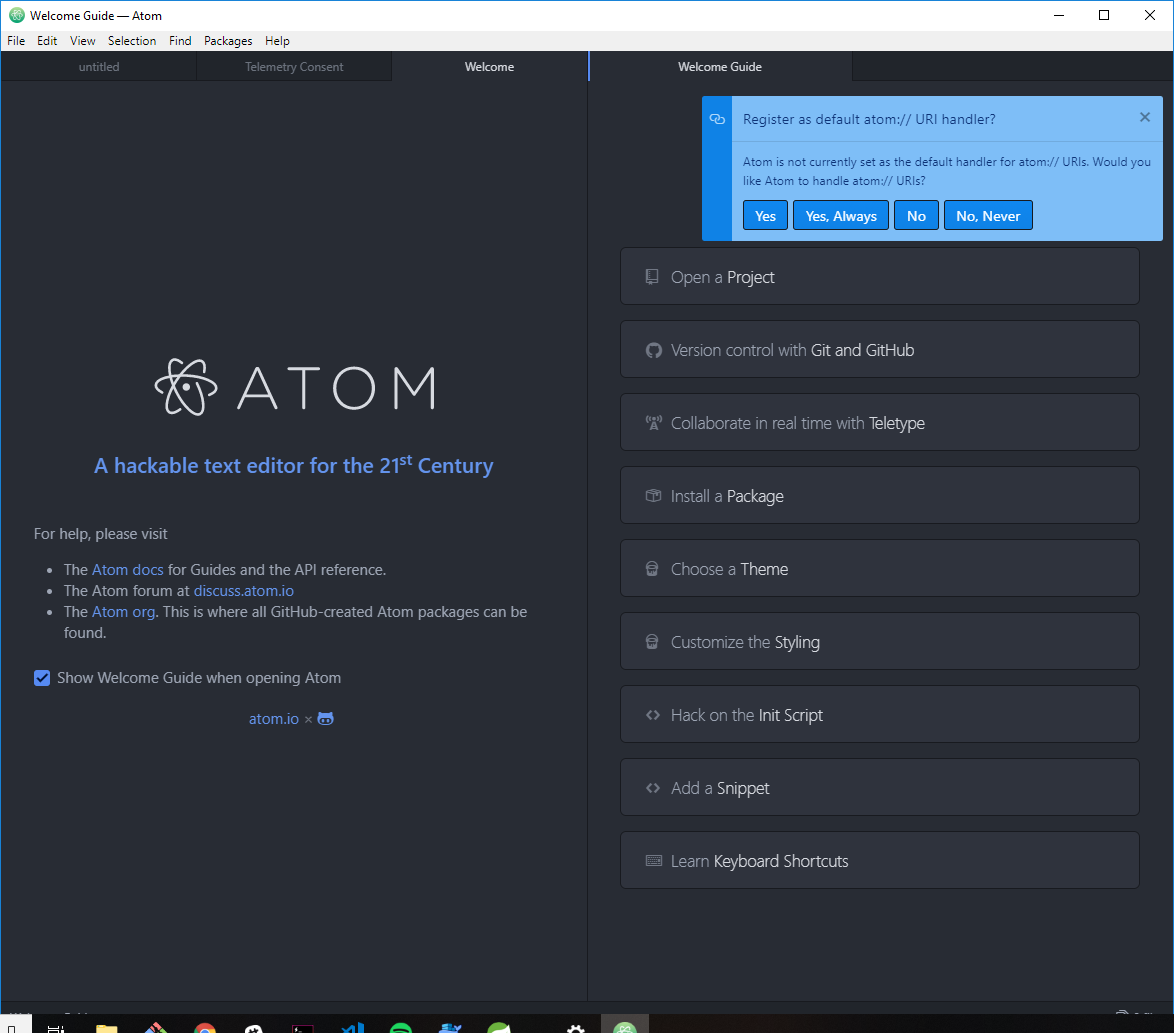 Welcome Guide — Atom
File Edit View Selection Find Packages Help
untitled Telemetry Consent Welcome Welcome Guide
Register as default atom:// URI handler?
Atom is not currently set as the default handler for atom:// URIs. Would you
like Atom to handle atom:// URIs?
Yes Yes, Always No No, Never
ATOM
A hackable text editor for the 21st Century
For help, please visit
• The Atom docs for Guides and the API reference.
• The Atom forum at discuss.atom.io
• The Atom org. This is where all GitHub-created Atom packages can be
found.
Show Welcome Guide when opening Atom
atom.io ×
Open a Project
Version control with Git and GitHub
Collaborate in real time with Teletype
Install a Package
Choose a Theme
Customize the Styling
Hack on the Init Script
Add a Snippet
Learn Keyboard Shortcuts